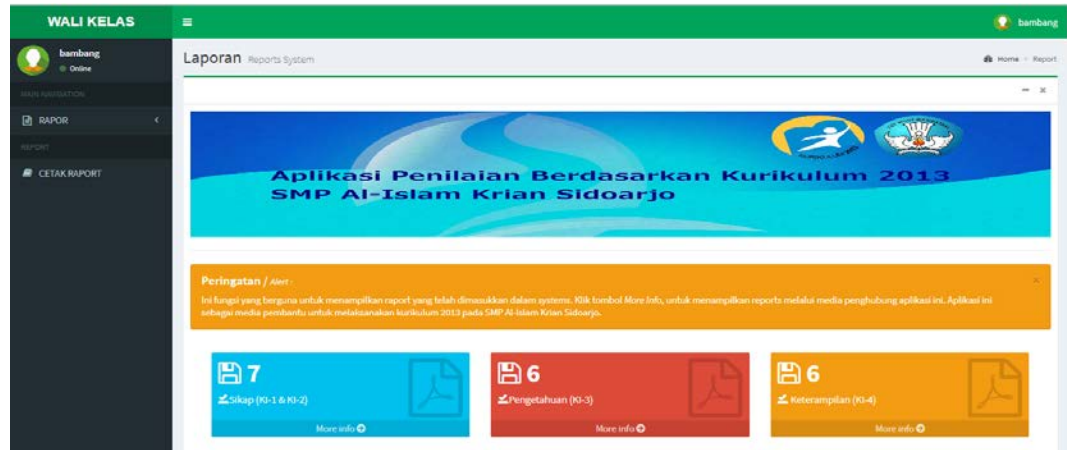 WALI KELAS
bambang
bambang
Online
MAIN NAVIGATION
RAPOR
REPORT
CETAK RAPORT
Laporan Reports System
Home Report
Aplikasi Penilaian Berdasarkan Kurikulum 2013
SMP Al-Islam Krian Sidoarjo
Peringatan / Alert :
Ini fungsi yang berguna untuk menampilkan raport yang telah dimasukkan dalam systems. Klik tombol More Info, untuk menampilkan reports melalui media penghubung aplikasi ini. Aplikasi ini
sebagai media pembantu untuk melaksanakan kurikulum 2013 pada SMP Al-Islam Krian Sidoarjo.
7
Sikap (KI-1 & KI-2)
More info
6
Pengetahuan (KI-3)
More info
6
Keterampilan (KI-4)
More info